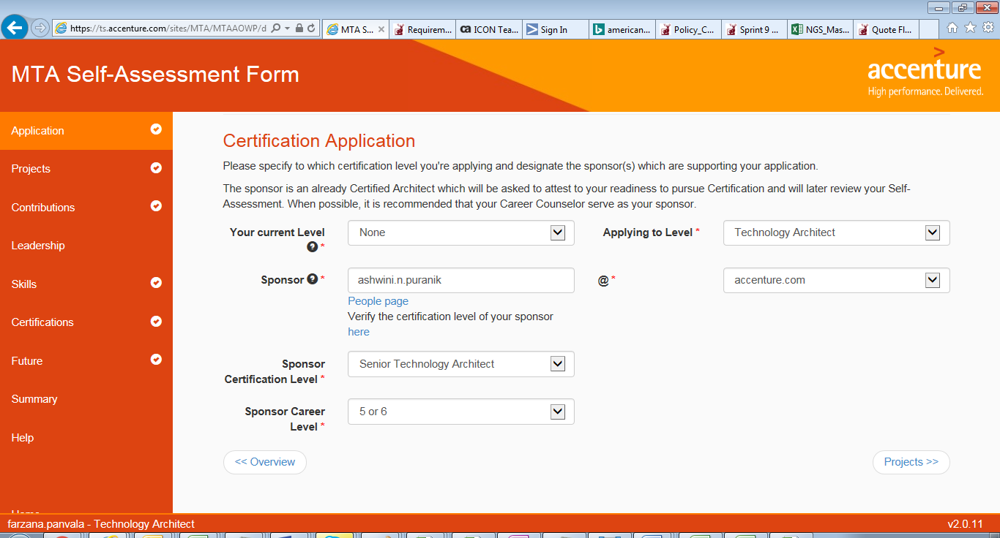 https://ts.accenture.com/sites/MTA/MTAAOWP/d
MTA S...
Requirem...
ICON Tea...
Sign In
american...
Policy_C...
Sprint 9 ...
NGS_Mas...
Quote Fl...
MTA Self-Assessment Form
>
accenture
High performance. Delivered.
Application
Projects
Contributions
Leadership
Skills
Certifications
Future
Summary
Help
Certification Application
Please specify to which certification level you're applying and designate the sponsor(s) which are supporting your application.
The sponsor is an already Certified Architect which will be asked to attest to your readiness to pursue Certification and will later review your Self-
Assessment. When possible, it is recommended that your Career Counselor serve as your sponsor.
Your current Level ? * None Applying to Level * Technology Architect
Sponsor ? * ashwini.n.puranik @ * accenture.com
People page
Verify the certification level of your sponsor
here
Sponsor
Certification Level * Senior Technology Architect
Sponsor Career
Level * 5 or 6
<< Overview Projects >>
farzana.panvala - Technology Architect v2.0.11